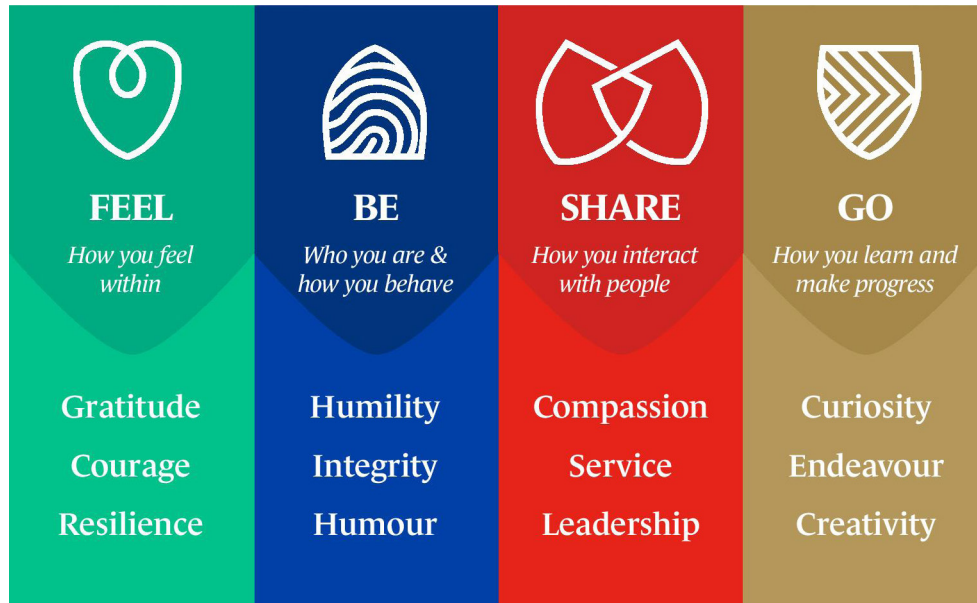 FEEL
How you feel
within
Gratitude
Courage
Resilience
BE
Who you are &
how you behave
Humility
Integrity
Humour
SHARE
How you interact
with people
Compassion
Service
Leadership
GO
How you learn and
make progress
Curiosity
Endeavour
Creativity